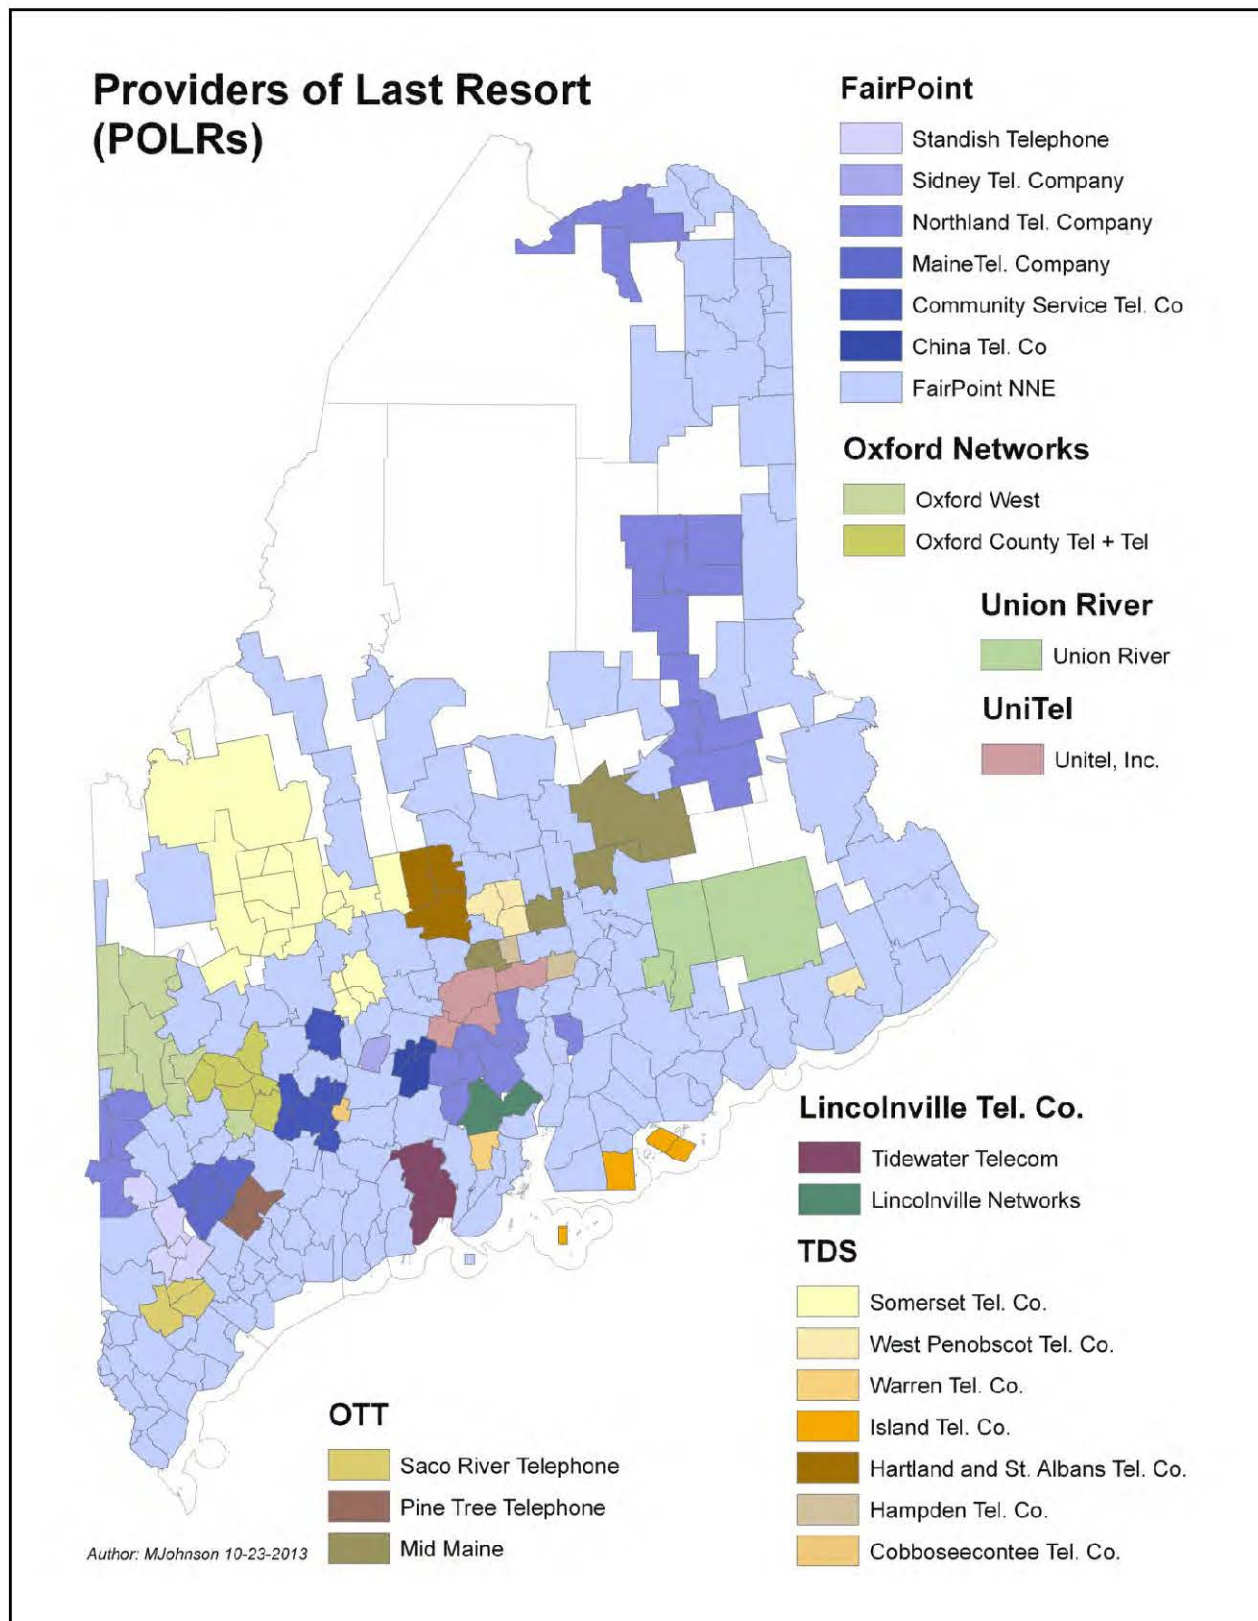 Providers of Last Resort
(POLRs)
FairPoint
Standish Telephone
Sidney Tel. Company
Northland Tel. Company
MaineTel. Company
Community Service Tel. Co
China Tel. Co
FairPoint NNE
Oxford Networks
Oxford West
Oxford County Tel + Tel
Union River
Union River
UniTel
Unitel, Inc.
Lincolnville Tel. Co.
Tidewater Telecom
Lincolnville Networks
TDS
Somerset Tel. Co.
West Penobscot Tel. Co.
Warren Tel. Co.
Island Tel. Co.
Hartland and St. Albans Tel. Co.
Hampden Tel. Co.
Cobboseecontee Tel. Co.
OTT
Saco River Telephone
Pine Tree Telephone
Mid Maine
Author: MJohnson 10-23-2013